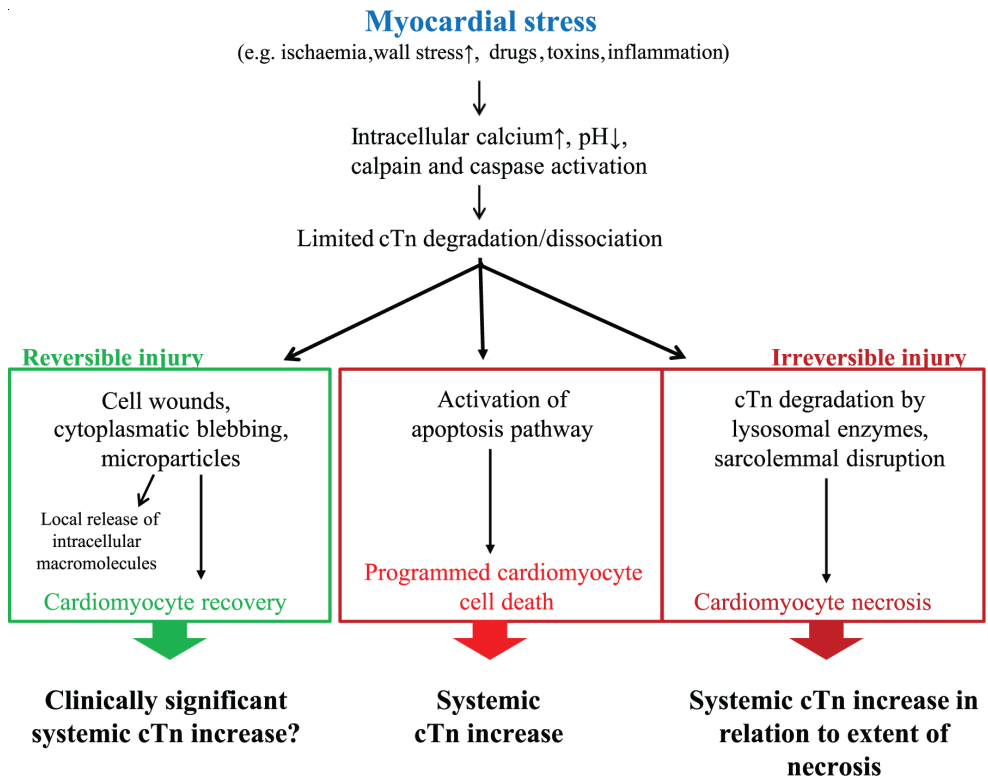 Myocardial stress
(e.g. ischaemia,wall stress↑, drugs,toxins,inflammation)
Intracellular calcium↑, pH↓,
calpain and caspase activation
Limited cTn degradation/dissociation
Reversible injury
Cell wounds,
cytoplasmatic blebbing,
microparticles
Local release of
intracellular
macromolecules
Cardiomyocyte recovery
Clinically significant
systemic cTn increase?
Activation of
apoptosis pathway
Programmed cardiomyocyte
cell death
Systemic
cTn increase
Irreversible injury
cTn degradation by
lysosomal enzymes,
sarcolemmal disruption
Cardiomyocyte necrosis
Systemic cTn increase in
relation to extent of
necrosis